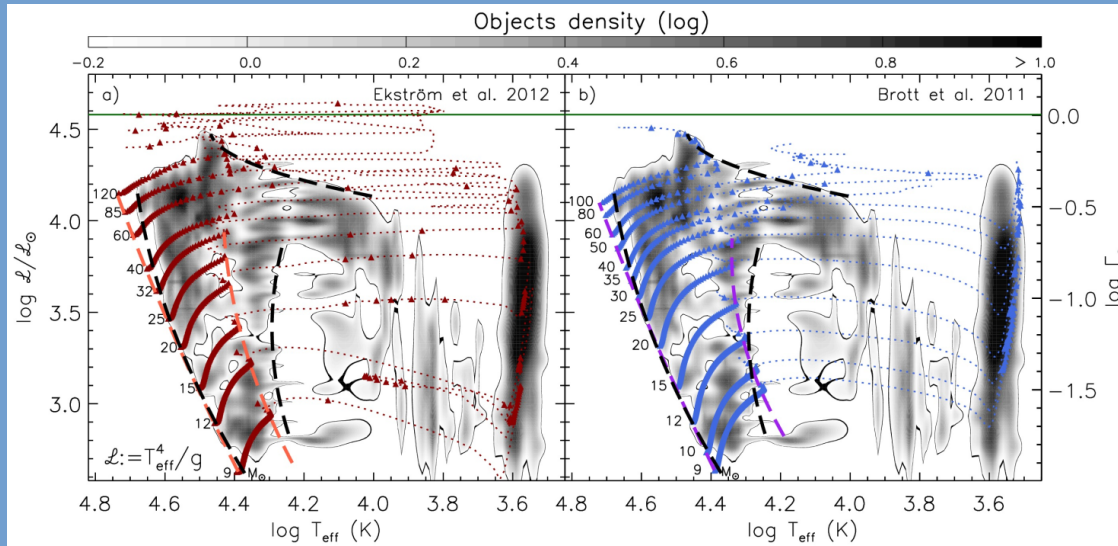 Objects density (log)
-0.2 0.0 0.2 0.4 0.6 0.8 > 1.0
a) Ekström et al. 2012
b) Brott et al. 2011
4.5
4.0
3.5
3.0
log ℒ/ℒ⊙
120
85
60
40
32
25
20
15
12
9 M⊙
ℒ:=T⁴eff/g
100
80
60
50
40
35
30
25
20
15
12
10
9 M⊙
0.0
-0.5
-1.0
-1.5
4.8 4.6 4.4 4.2 4.0 3.8 3.6
4.8 4.6 4.4 4.2 4.0 3.8 3.6
log Teff (K)
log Teff (K)